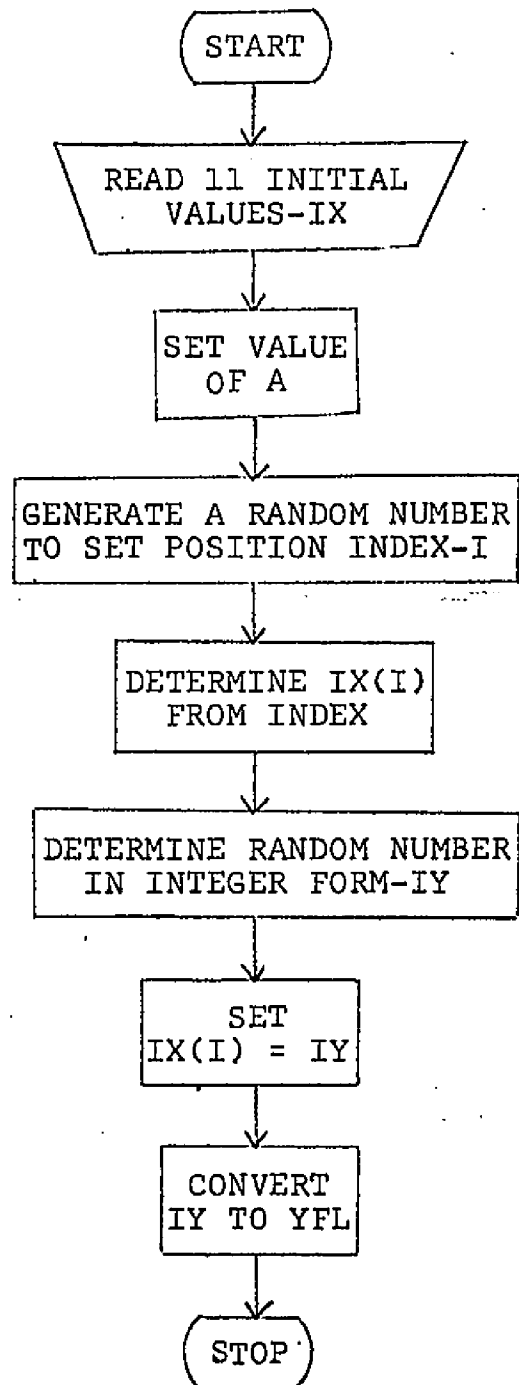 START
READ 11 INITIAL
VALUES-IX
SET VALUE
OF A
GENERATE A RANDOM NUMBER
TO SET POSITION INDEX-I
DETERMINE IX(I)
FROM INDEX
DETERMINE RANDOM NUMBER
IN INTEGER FORM-IY
SET
IX(I) = IY
CONVERT
IY TO YFL
STOP